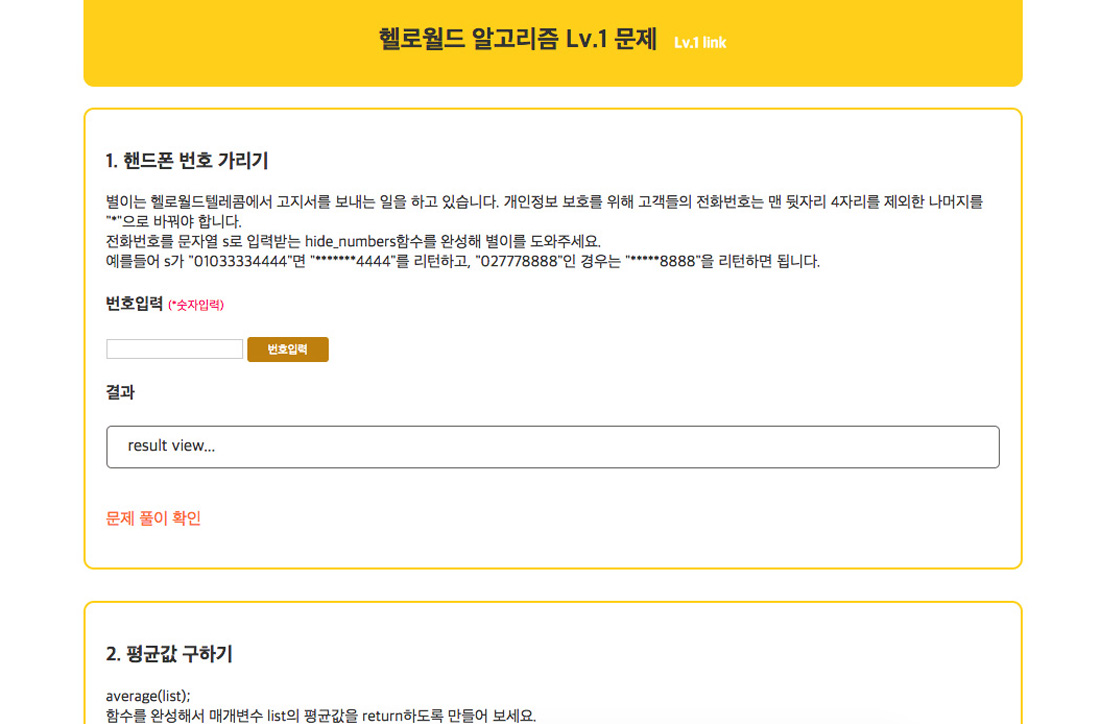 헬로월드 알고리즘 Lv.1 문제 Lv.1 link
1. 핸드폰 번호 가리기
별이는 헬로월드텔레콤에서 고지서를 보내는 일을 하고 있습니다. 개인정보 보호를 위해 고객들의 전화번호는 맨 뒷자리 4자리를 제외한 나머지를
"*"으로 바꿔야 합니다.
전화번호를 문자열 s로 입력받는 hide_numbers함수를 완성해 별이를 도와주세요.
예를들어 s가 "01033334444"면 "*******4444"를 리턴하고, "027778888"인 경우는 "*****8888"을 리턴하면 됩니다.
번호입력 (*숫자입력)
번호입력
결과
result view...
문제 풀이 확인
2. 평균값 구하기
average(list);
함수를 완성해서 매개변수 list의 평균값을 return하도록 만들어 보세요.